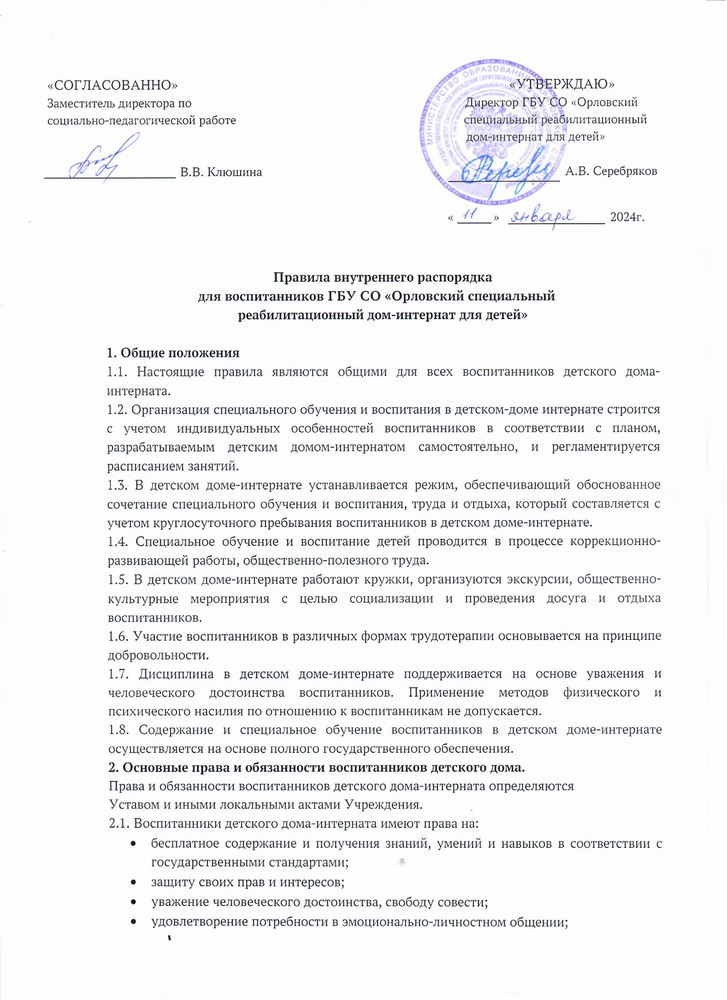 «СОГЛАСОВАННО»
Заместитель директора по
социально-педагогической работе
В.В. Клюшина
«УТВЕРЖДАЮ»
Директор ГБУ СО «Орловский
специальный реабилитационный
дом-интернат для детей»
А.В. Серебряков
« 11 » января 2024г.
МИНИСТЕРСТВО ОБРАЗОВАНИЯ САРАТОВСКОЙ ОБЛАСТИ
Правила внутреннего распорядка
для воспитанников ГБУ СО «Орловский специальный
реабилитационный дом-интернат для детей»
1. Общие положения
1.1. Настоящие правила являются общими для всех воспитанников детского дома-
интерната.
1.2. Организация специального обучения и воспитания в детском-доме интернате строится
с учетом индивидуальных особенностей воспитанников в соответствии с планом,
разрабатываемым детским домом-интернатом самостоятельно, и регламентируется
расписанием занятий.
1.3. В детском доме-интернате устанавливается режим, обеспечивающий обоснованное
сочетание специального обучения и воспитания, труда и отдыха, который составляется с
учетом круглосуточного пребывания воспитанников в детском доме-интернате.
1.4. Специальное обучение и воспитание детей проводится в процессе коррекционно-
развивающей работы, общественно-полезного труда.
1.5. В детском доме-интернате работают кружки, организуются экскурсии, общественно-
культурные мероприятия с целью социализации и проведения досуга и отдыха
воспитанников.
1.6. Участие воспитанников в различных формах трудотерапии основывается на принципе
добровольности.
1.7. Дисциплина в детском доме-интернате поддерживается на основе уважения и
человеческого достоинства воспитанников. Применение методов физического и
психического насилия по отношению к воспитанникам не допускается.
1.8. Содержание и специальное обучение воспитанников в детском доме-интернате
осуществляется на основе полного государственного обеспечения.
2. Основные права и обязанности воспитанников детского дома.
Права и обязанности воспитанников детского дома-интерната определяются
Уставом и иными локальными актами Учреждения.
2.1. Воспитанники детского дома-интерната имеют права на:
• бесплатное содержание и получения знаний, умений и навыков в соответствии с
государственными стандартами;
• защиту своих прав и интересов;
• уважение человеческого достоинства, свободу совести;
• удовлетворение потребности в эмоционально-личностном общении;